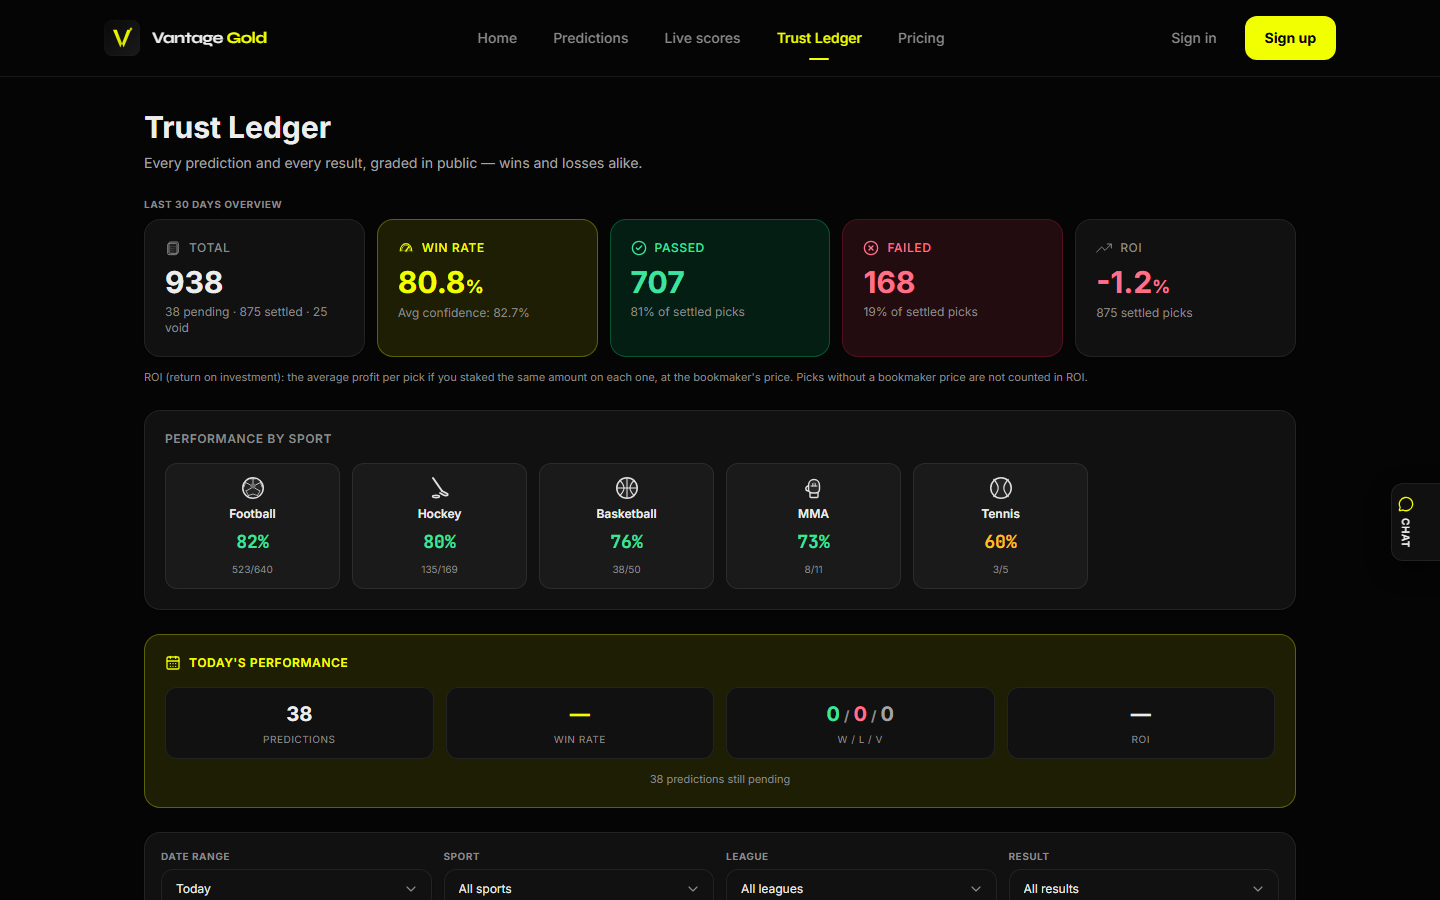 Vantage Gold
Home
Predictions
Live scores
Trust Ledger
Pricing
Sign in
Sign up
Trust Ledger
Every prediction and every result, graded in public — wins and losses alike.
LAST 30 DAYS OVERVIEW
TOTAL
938
38 pending · 875 settled · 25
void
WIN RATE
80.8%
Avg confidence: 82.7%
PASSED
707
81% of settled picks
FAILED
168
19% of settled picks
ROI
-1.2%
875 settled picks
ROI (return on investment): the average profit per pick if you staked the same amount on each one, at the bookmaker's price. Picks without a bookmaker price are not counted in ROI.
PERFORMANCE BY SPORT
Football
82%
523/640
Hockey
80%
135/169
Basketball
76%
38/50
MMA
73%
8/11
Tennis
60%
3/5
CHAT
TODAY'S PERFORMANCE
38
PREDICTIONS
—
WIN RATE
0 / 0 / 0
W / L / V
—
ROI
38 predictions still pending
DATE RANGE
Today
SPORT
All sports
LEAGUE
All leagues
RESULT
All results